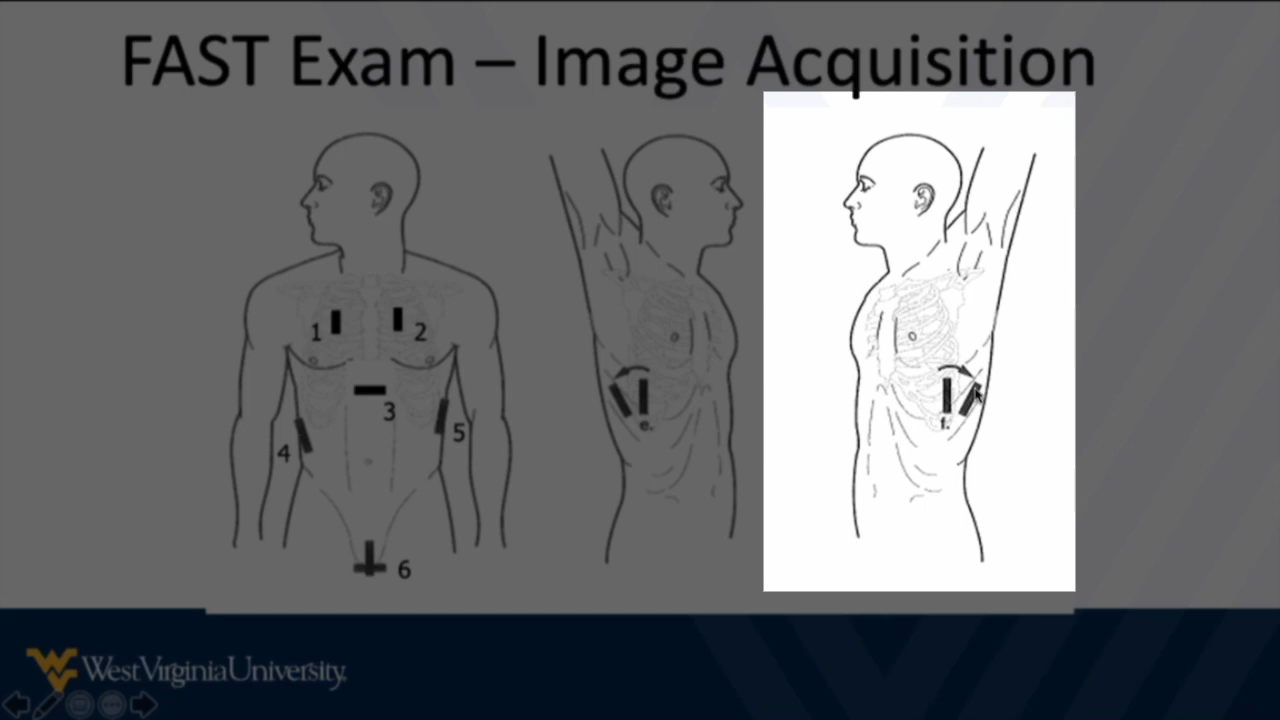 FAST Exam – Image Acquisition
1
2
3
4
5
6
e.
f.
WestVirginiaUniversity.